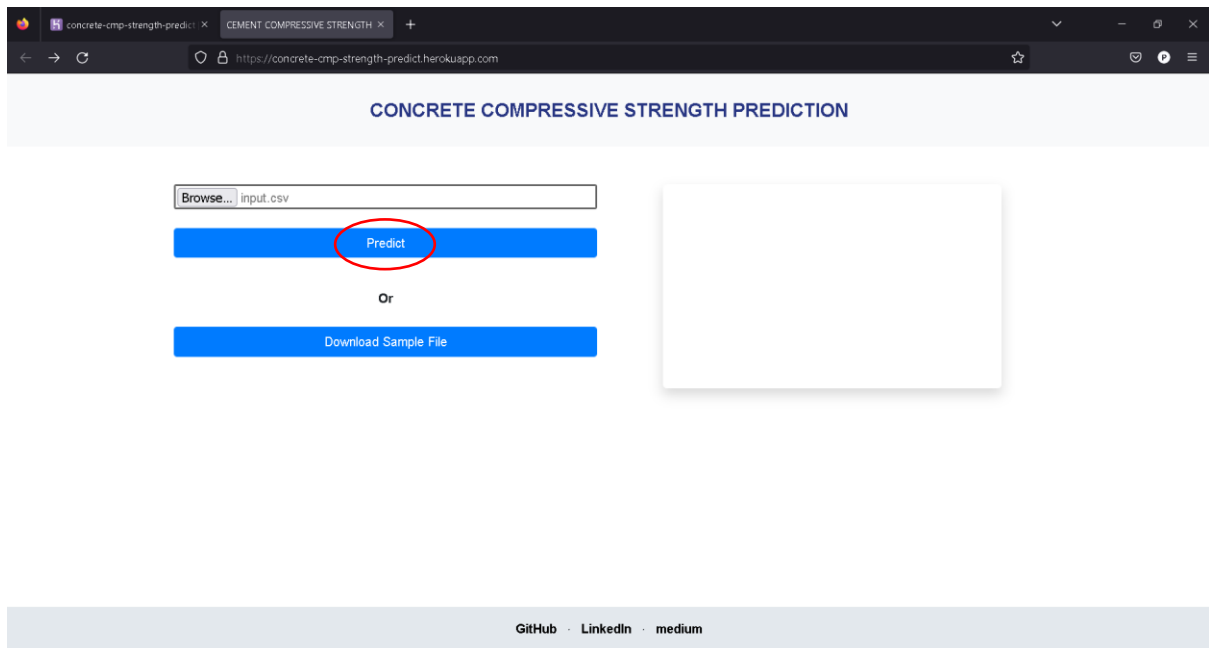 concrete-cmp-strength-predict
CEMENT COMPRESSIVE STRENGTH
https://concrete-cmp-strength-predict.herokuapp.com
P
CONCRETE COMPRESSIVE STRENGTH PREDICTION
Browse... input.csv
Predict
Or
Download Sample File
GitHub · LinkedIn · medium